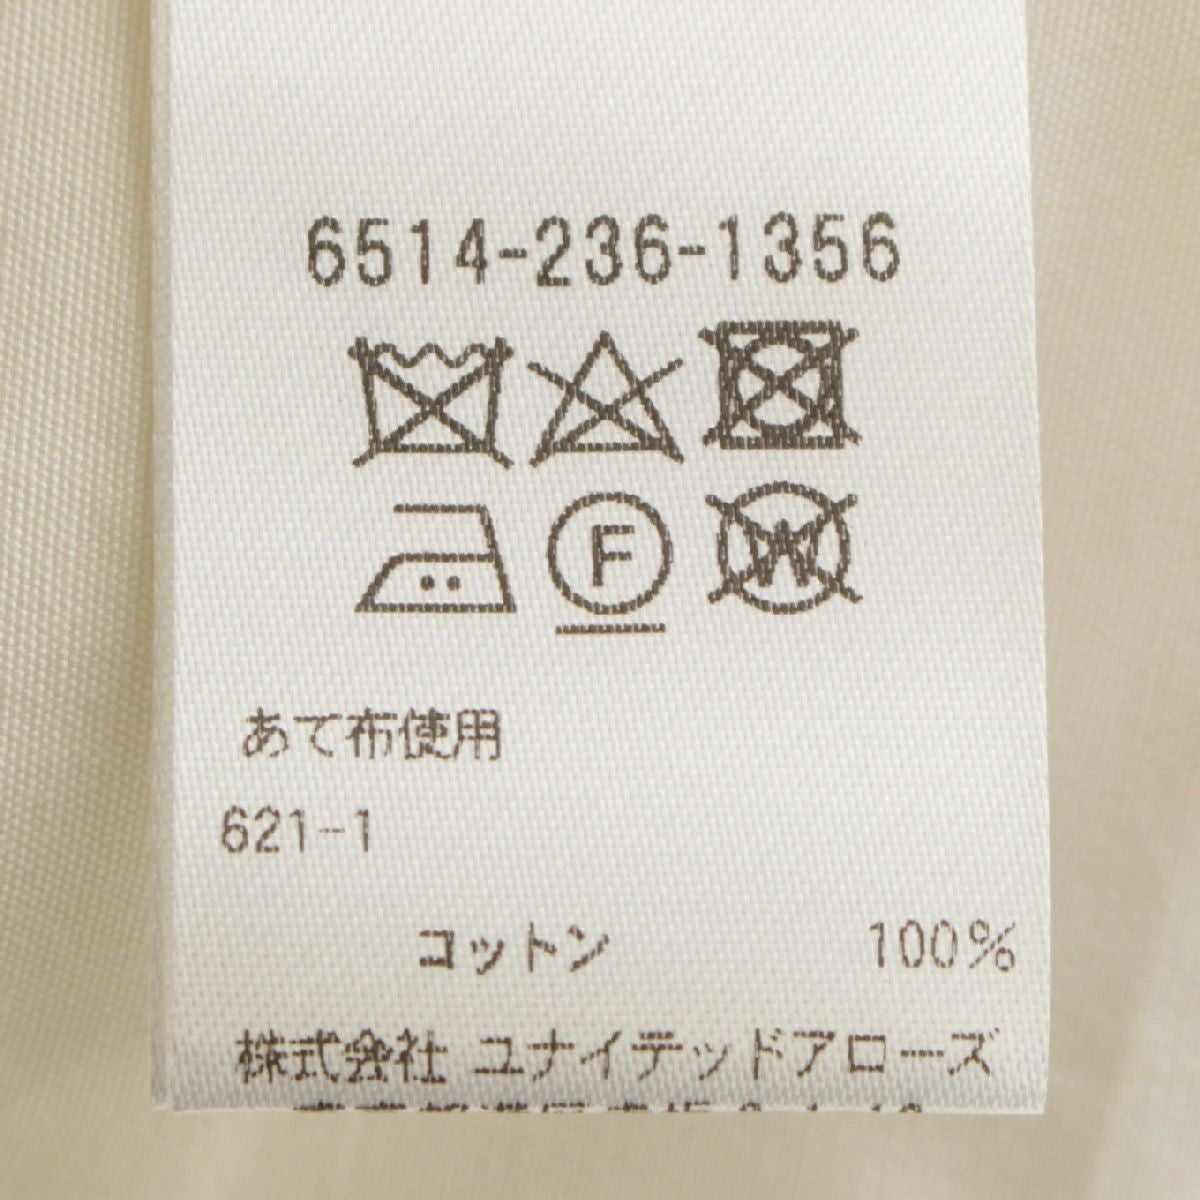 6514-236-1356
F W
あて布使用
621-1
コットン 100%
株式会社 ユナイテッドアローズ